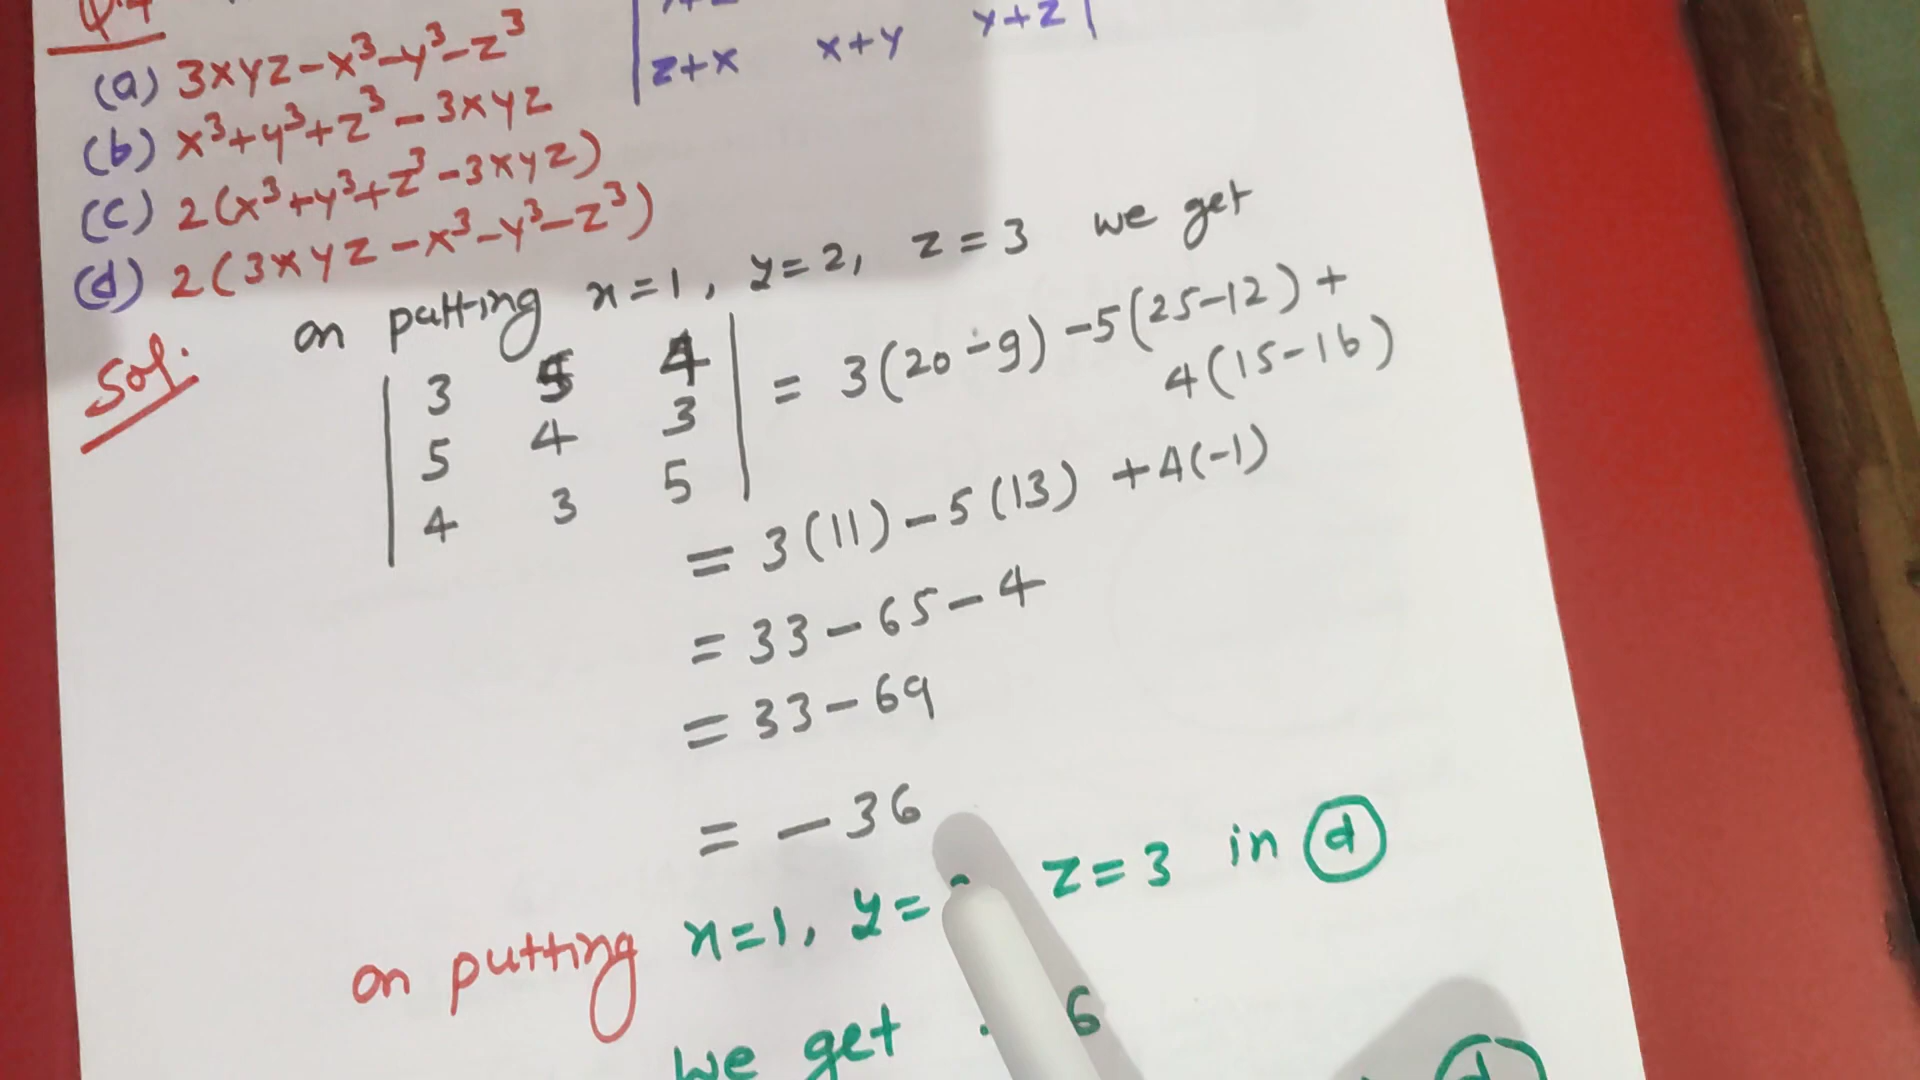 (a) 3xyz-x³-y³-z³
(b) x³+y³+z³-3xyz
(c) 2(x³+y³+z³-3xyz)
(d) 2(3xyz-x³-y³-z³)
y+z|
|z+x x+y
Sol.
on putting x=1, y=2, z=3 we get
|3 5 4| = 3(20-9) -5(25-12) +
4(15-16)
|5 4 3|
|4 3 5|
= 3(11)-5(13) +4(-1)
= 33-65-4
= 33-69
= -36
on putting x=1, y= z=3 in (d)
we get 6